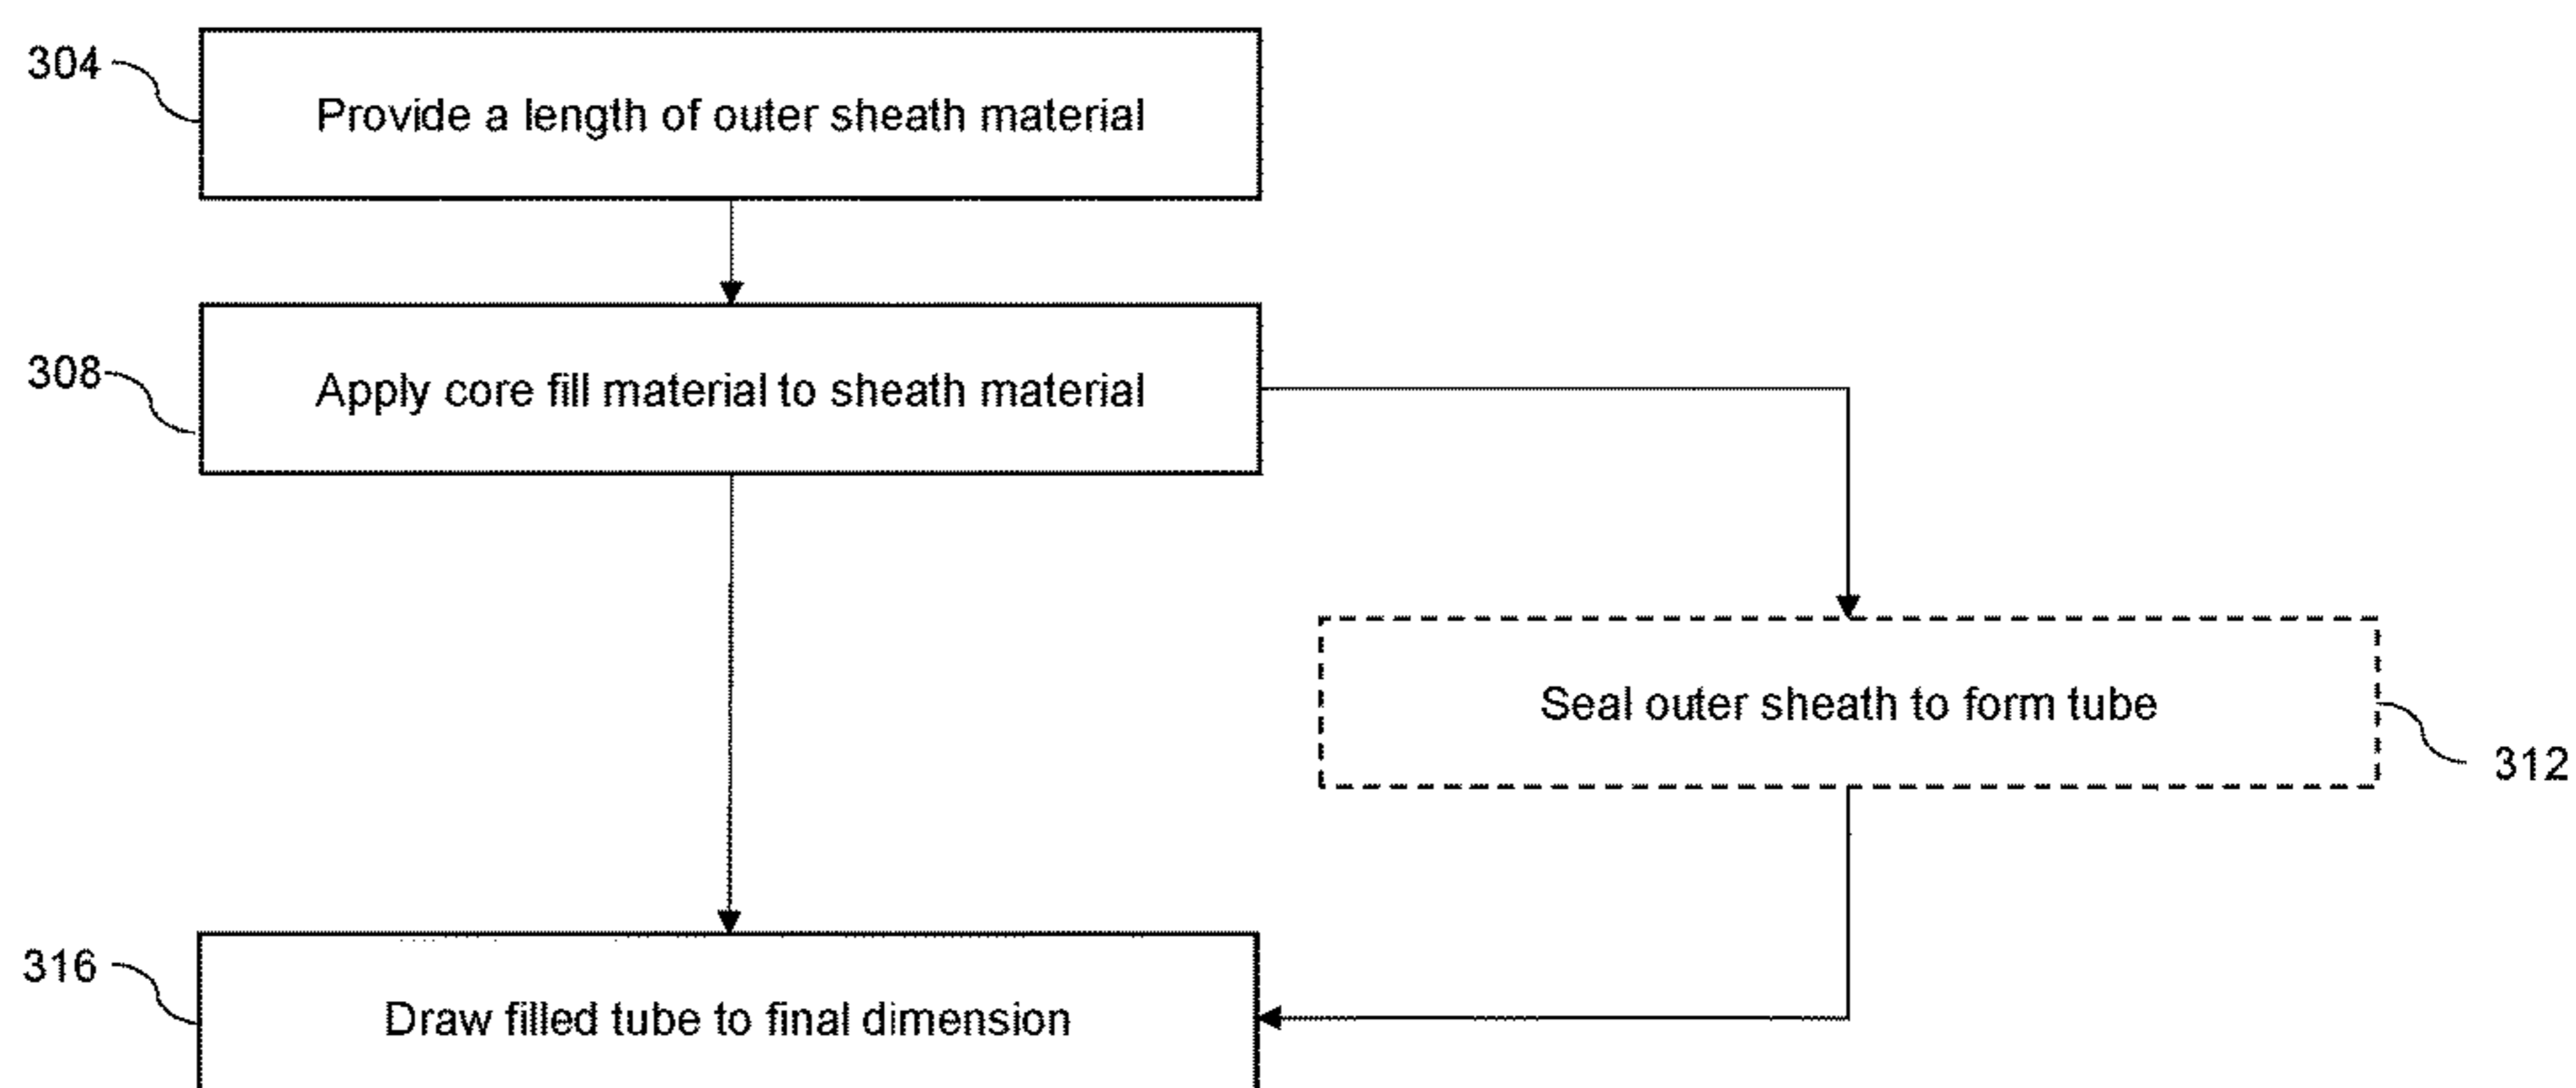 304
Provide a length of outer sheath material
308
Apply core fill material to sheath material
Seal outer sheath to form tube
312
316
Draw filled tube to final dimension